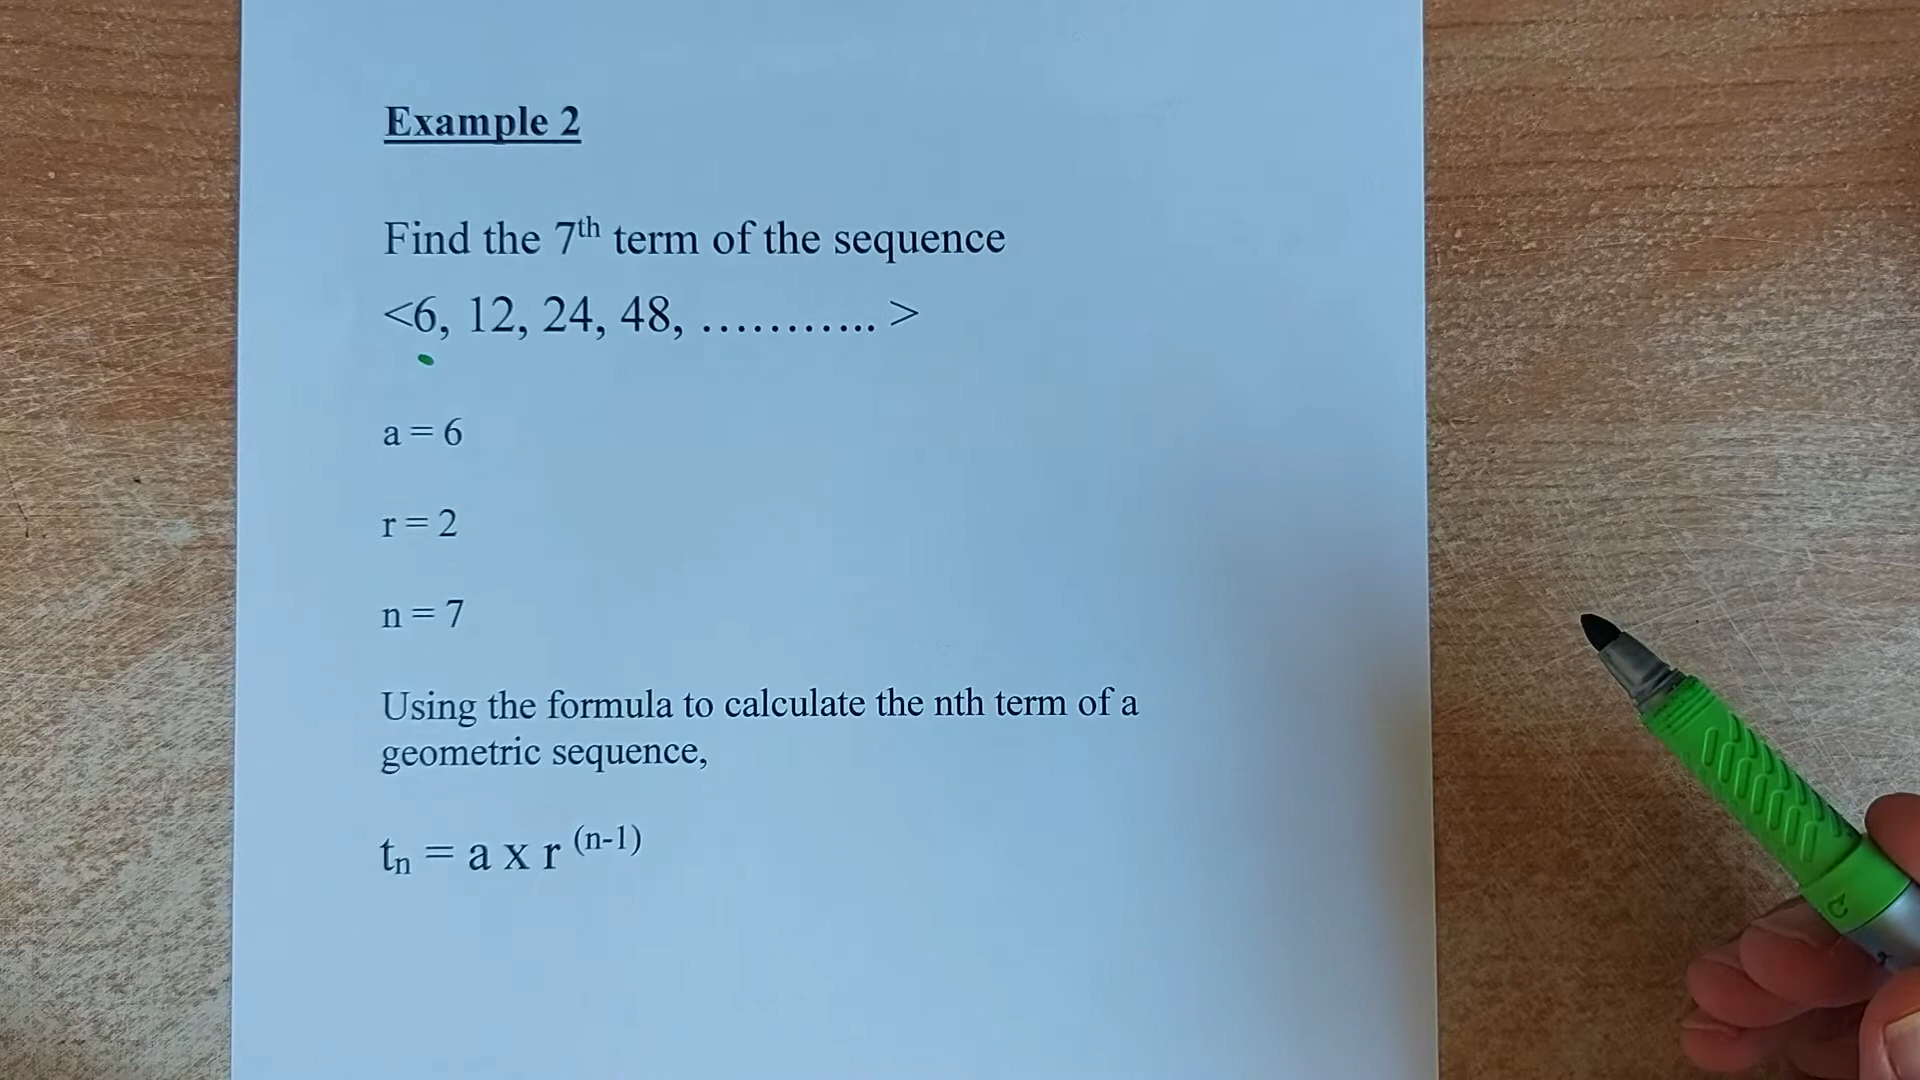 Example 2
Find the 7th term of the sequence
<6, 12, 24, 48, ……….. >
a = 6
r = 2
n = 7
Using the formula to calculate the nth term of a
geometric sequence,
tn = a x r (n-1)